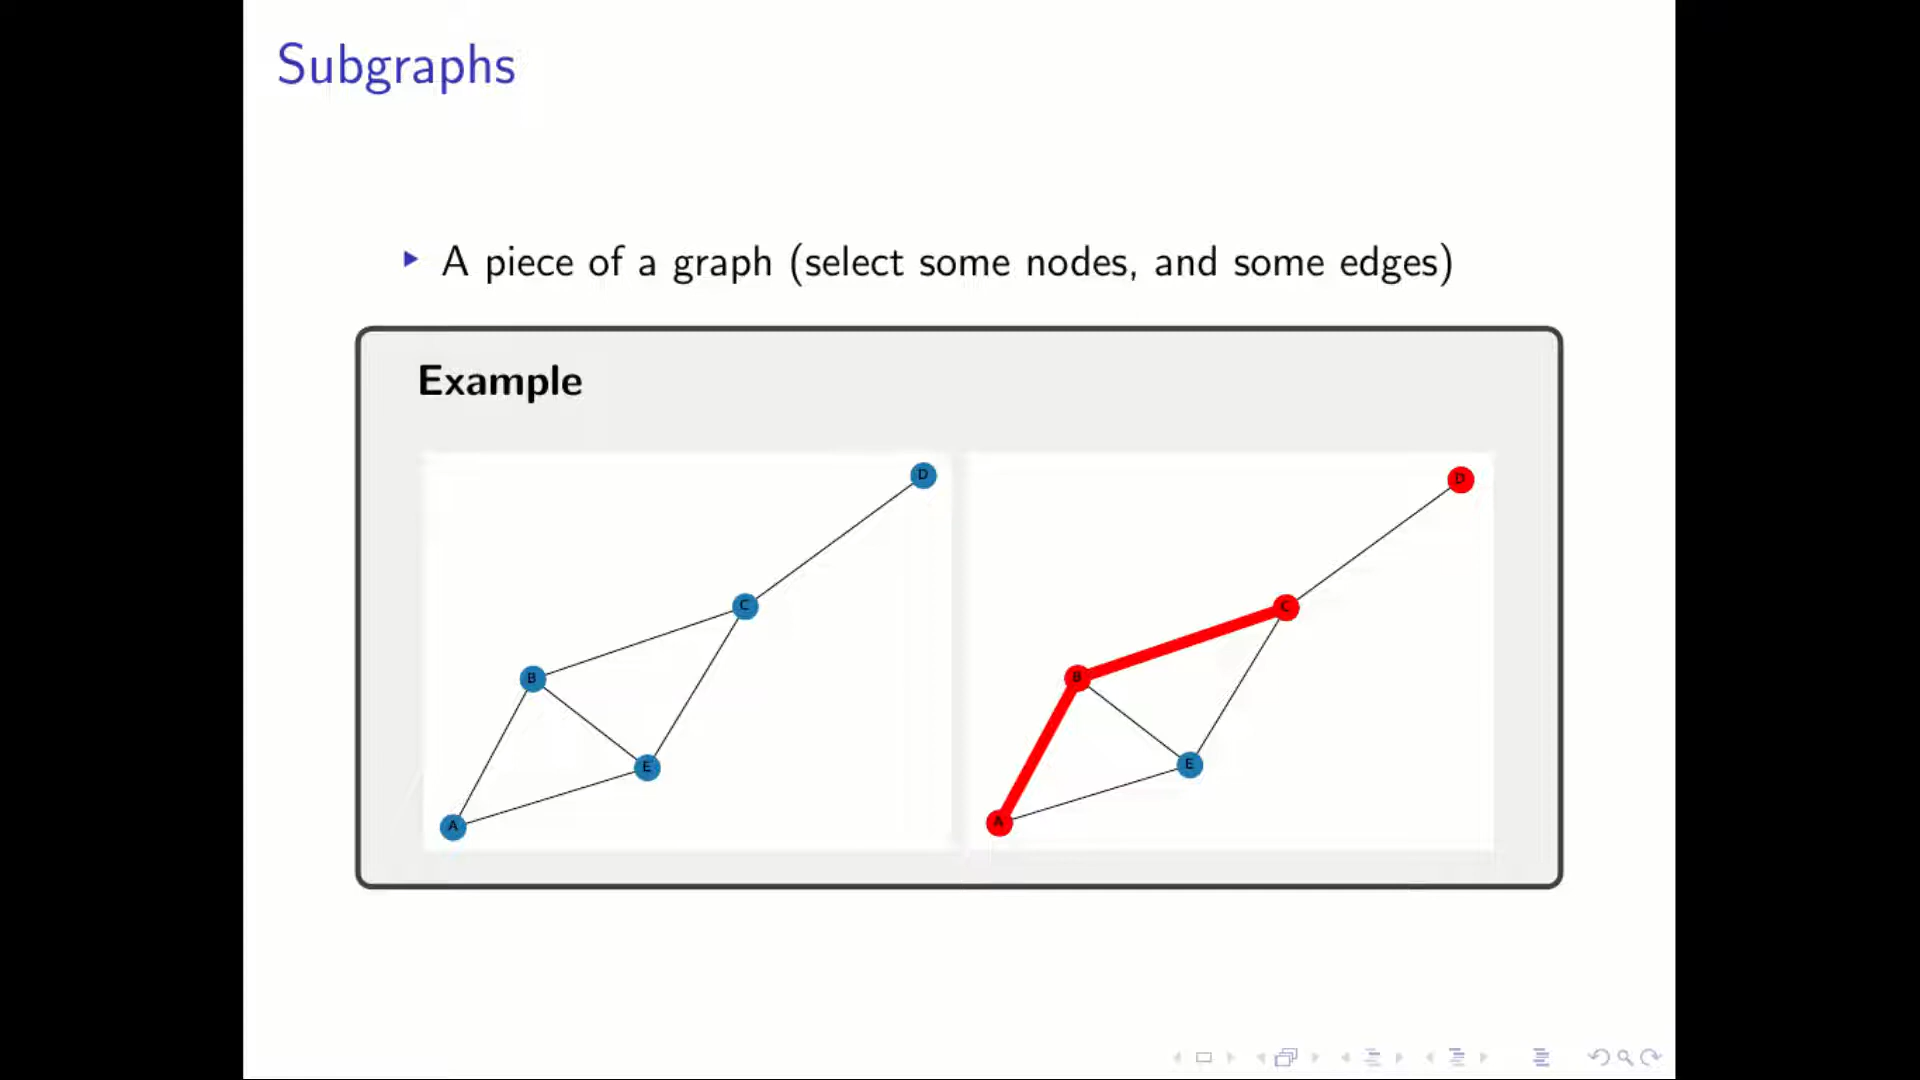 Subgraphs
▸ A piece of a graph (select some nodes, and some edges)
Example
D
C
B
E
A
D
C
B
E
A